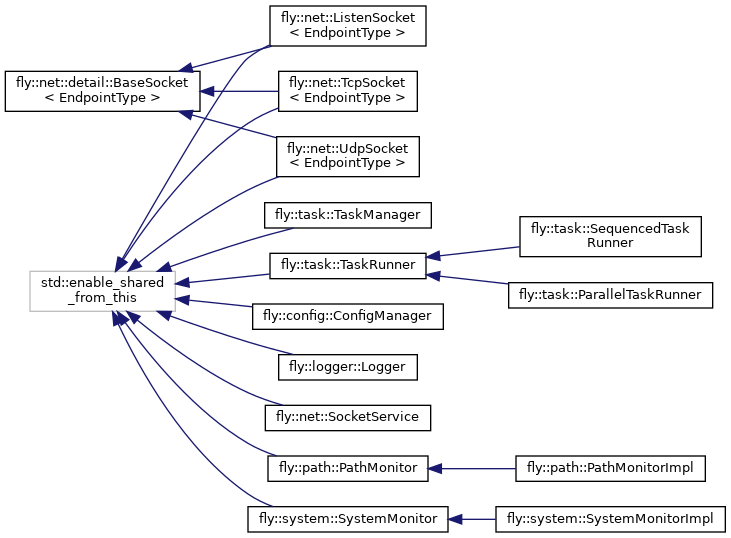 fly::net::ListenSocket
< EndpointType >
fly::net::detail::BaseSocket
< EndpointType >
fly::net::TcpSocket
< EndpointType >
fly::net::UdpSocket
< EndpointType >
fly::task::TaskManager
fly::task::SequencedTask
Runner
fly::task::TaskRunner
std::enable_shared
_from_this
fly::task::ParallelTaskRunner
fly::config::ConfigManager
fly::logger::Logger
fly::net::SocketService
fly::path::PathMonitor
fly::path::PathMonitorImpl
fly::system::SystemMonitor
fly::system::SystemMonitorImpl